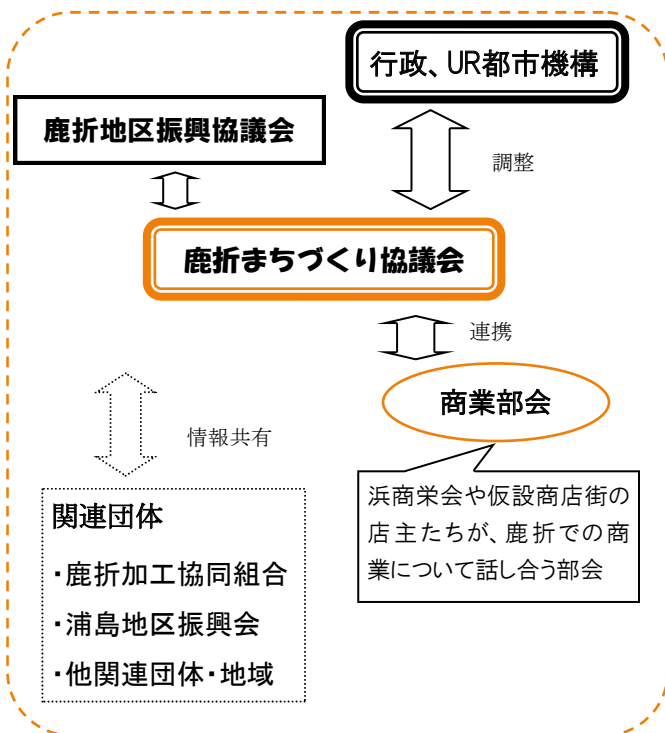 行政、UR都市機構
鹿折地区振興協議会
調整
鹿折まちづくり協議会
連携
商業部会
情報共有
浜商栄会や仮設商店街の
店主たちが、鹿折での商
業について話し合う部会
関連団体
・鹿折加工協同組合
・浦島地区振興会
・他関連団体・地域